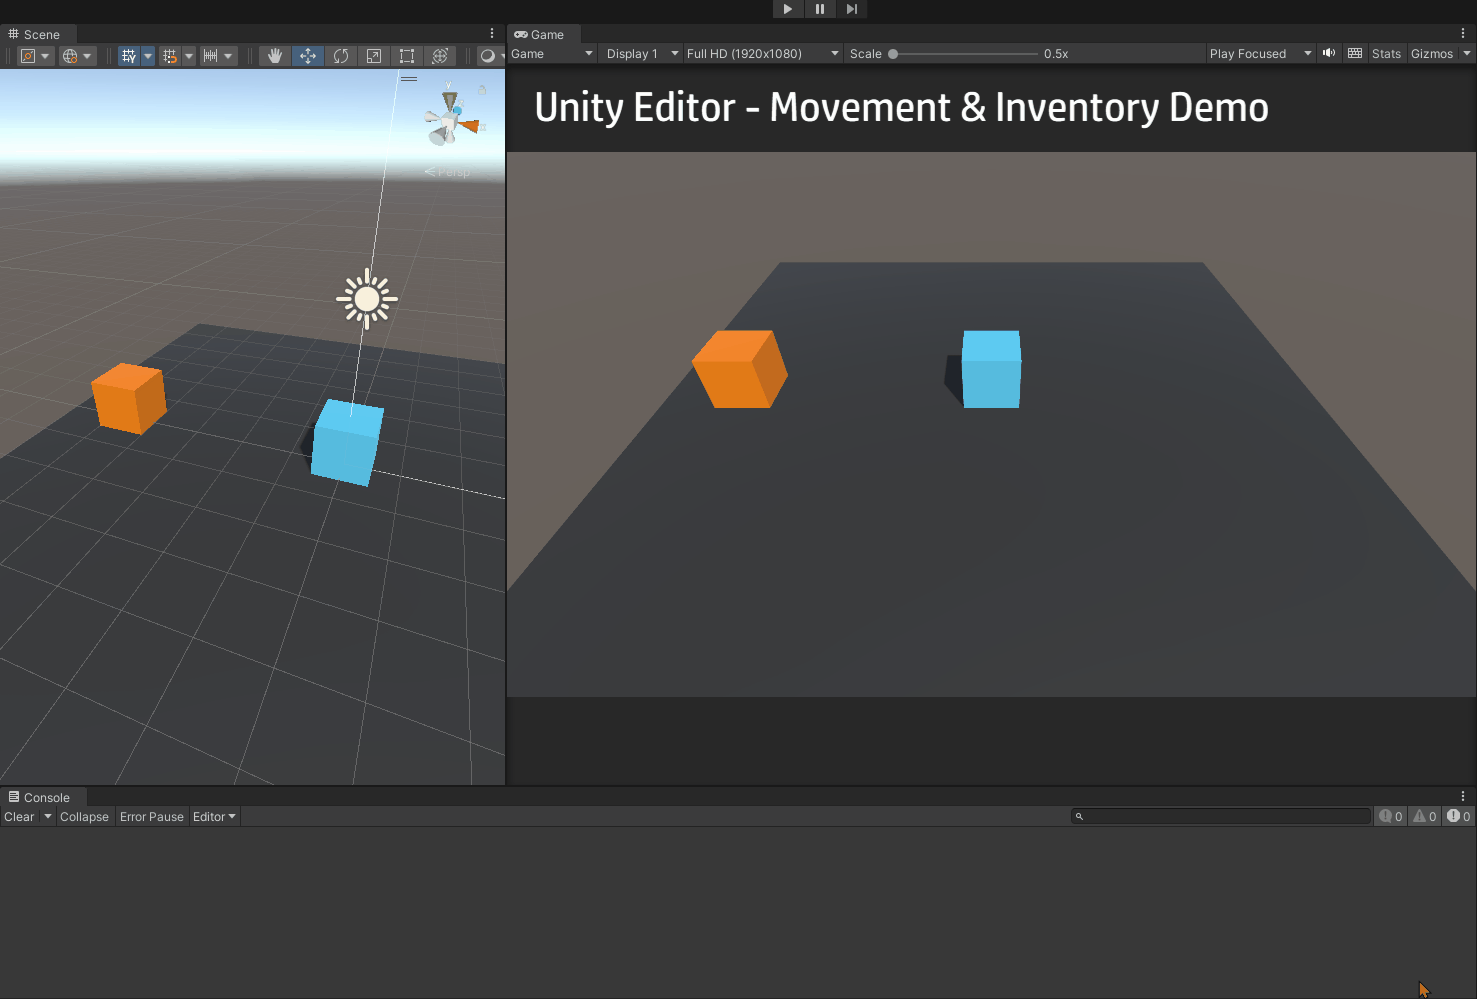 Scene
Game
Game
Display 1
Full HD (1920x1080)
Scale
0.5x
Play Focused
Stats
Gizmos
Y
Persp
Unity Editor - Movement & Inventory Demo
Console
Clear
Collapse
Error Pause
Editor
0
0
0